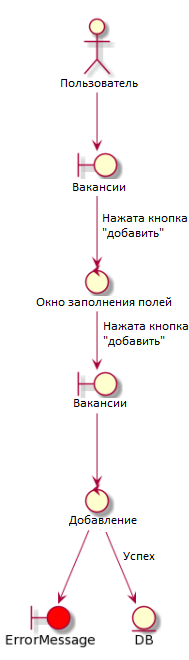 Пользователь
Вакансии
Нажата кнопка
"добавить"
Окно заполнения полей
Нажата кнопка
"добавить"
Вакансии
Добавление
Успех
ErrorMessage
DB